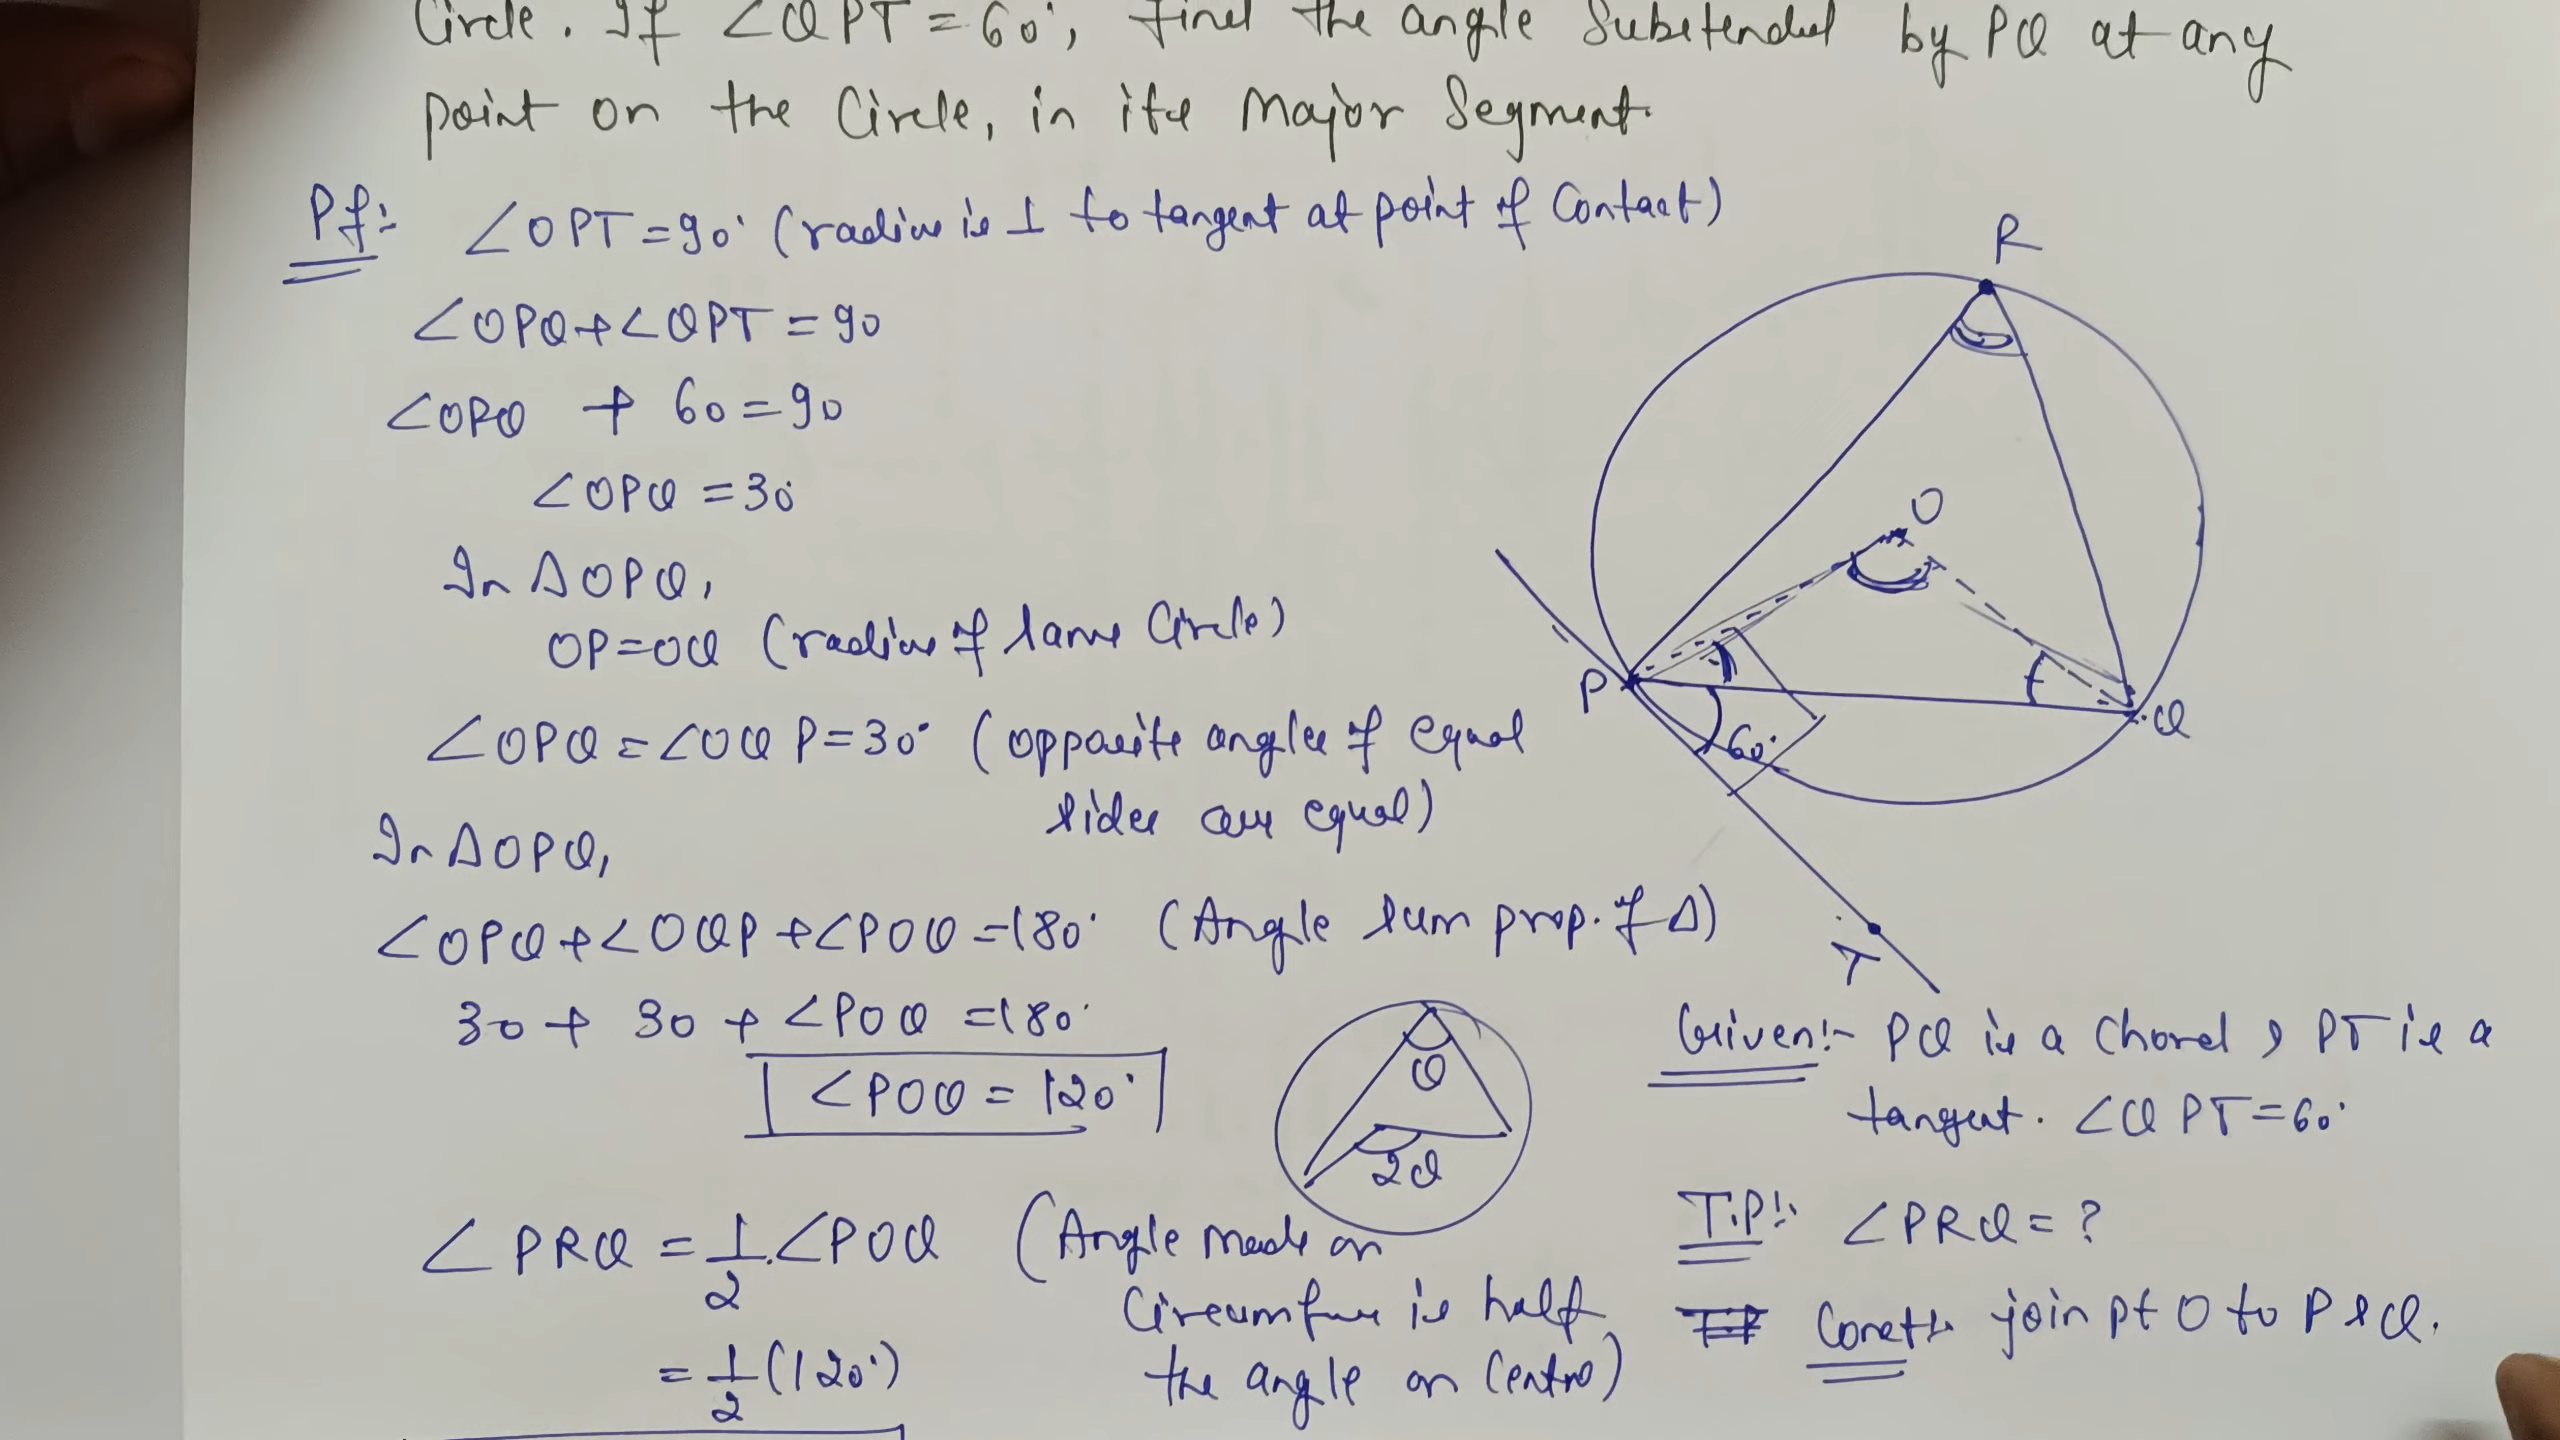 Circle. If ∠QPT = 60°, find the angle Subetended by PQ at any
point on the Circle, in its Major Segment.
Pf:- ∠OPT = 90° (radius is ⊥ to tangent at point of Contact)
∠OPQ + ∠QPT = 90
∠OPQ + 60 = 90
∠OPQ = 30°
In ΔOPQ,
OP = OQ (radius of same Circle)
∠OPQ = ∠OQP = 30° (opposite angles of equal
sides are equal)
In ΔOPQ,
∠OPQ + ∠OQP + ∠POQ = 180° (Angle sum prop. of Δ)
30 + 30 + ∠POQ = 180°
∠POQ = 120°
∠PRQ = 1/2 . ∠POQ (Angle made on
Circumfer is half
the angle on Centre)
= 1/2 (120°)
R
O
P
Q
60°
T
θ
2θ
Given:- PQ is a Chord, PT is a
tangent. ∠QPT = 60°
T.P:- ∠PRQ = ?
Const:- join pt O to P & Q.